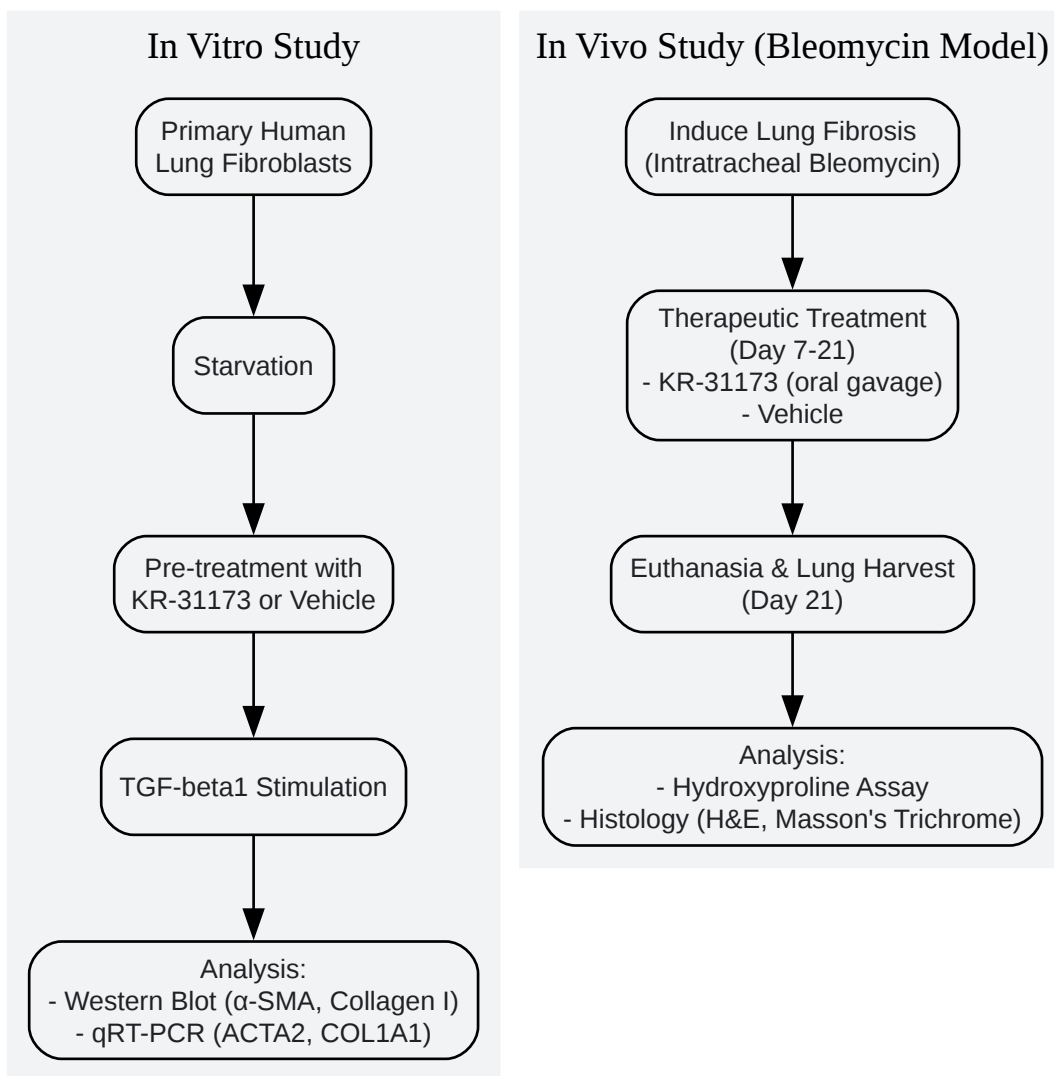 In Vitro Study
Primary Human
Lung Fibroblasts
Starvation
Pre-treatment with
KR-31173 or Vehicle
TGF-beta1 Stimulation
Analysis:
- Western Blot (α-SMA, Collagen I)
- qRT-PCR (ACTA2, COL1A1)
In Vivo Study (Bleomycin Model)
Induce Lung Fibrosis
(Intratracheal Bleomycin)
Therapeutic Treatment
(Day 7-21)
- KR-31173 (oral gavage)
- Vehicle
Euthanasia & Lung Harvest
(Day 21)
Analysis:
- Hydroxyproline Assay
- Histology (H&E, Masson's Trichrome)